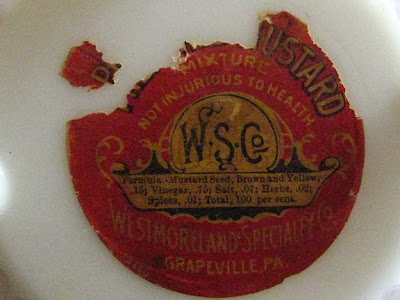 MUSTARD
MIXTURE
NOT INJURIOUS TO HEALTH
W.S.Co
Formula.-Mustard Seed, Brown and Yellow,
.15; Vinegar, .75; Salt, .07; Herbs, .02;
Spices, .01; Total, 100 per cent.
WESTMORELAND SPECIALTY Co.
GRAPEVILLE, PA.